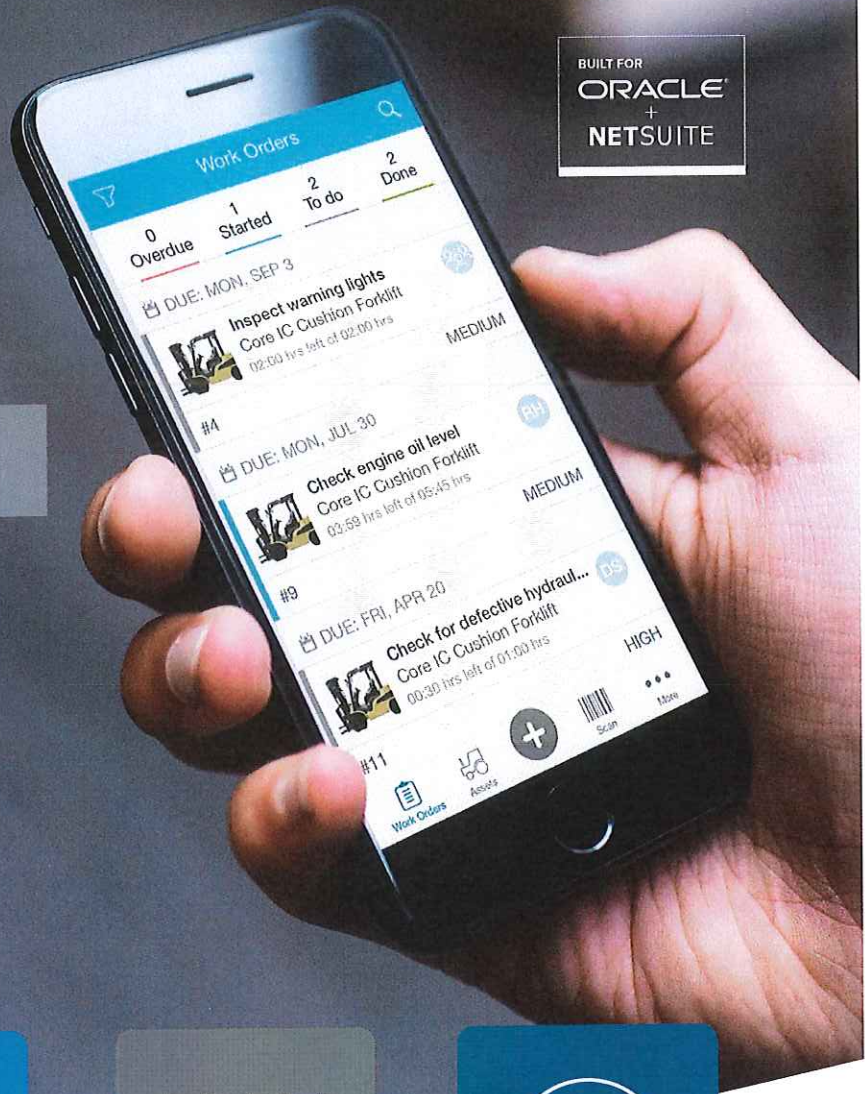 BUILT FOR
ORACLE®
+
NETSUITE
Work Orders
0
Overdue
1
Started
2
To do
2
Done
DUE: MON, SEP 3
Inspect warning lights
Core IC Cushion Forklift
02:00 hrs left of 02:00 hrs
MEDIUM
#4
DUE: MON, JUL 30
RH
Check engine oil level
Core IC Cushion Forklift
03:59 hrs left of 05:45 hrs
MEDIUM
#9
DUE: FRI, APR 20
DS
Check for defective hydraul...
Core IC Cushion Forklift
00:30 hrs left of 01:00 hrs
HIGH
#11
Work Orders
Assets
+
Scan
More